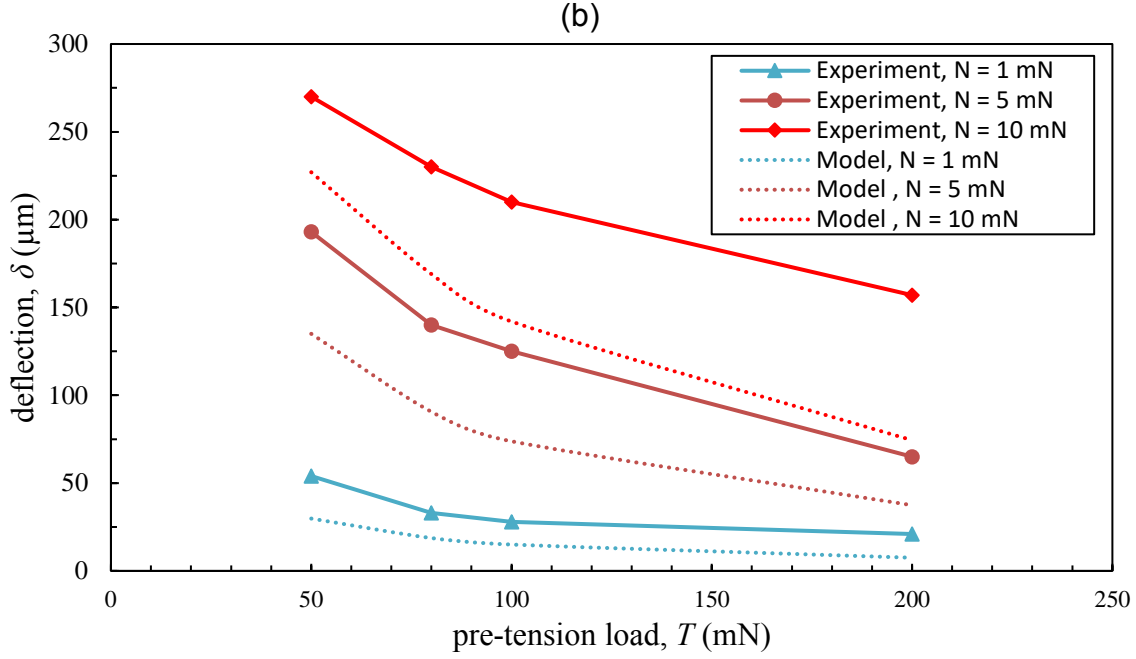 (b)
300
250
200
150
100
50
0
deflection, δ (µm)
Experiment, N = 1 mN
Experiment, N = 5 mN
Experiment, N = 10 mN
Model, N = 1 mN
Model , N = 5 mN
Model , N = 10 mN
0 50 100 150 200 250
pre-tension load, T (mN)